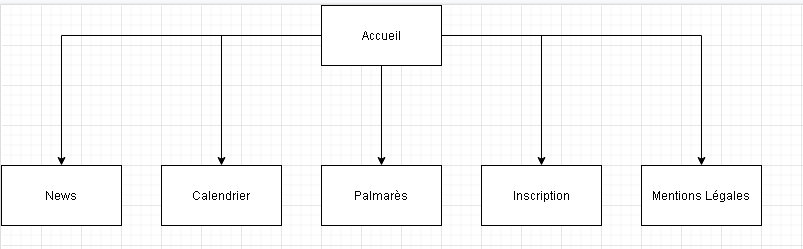 Accueil
News
Calendrier
Palmarès
Inscription
Mentions Légales